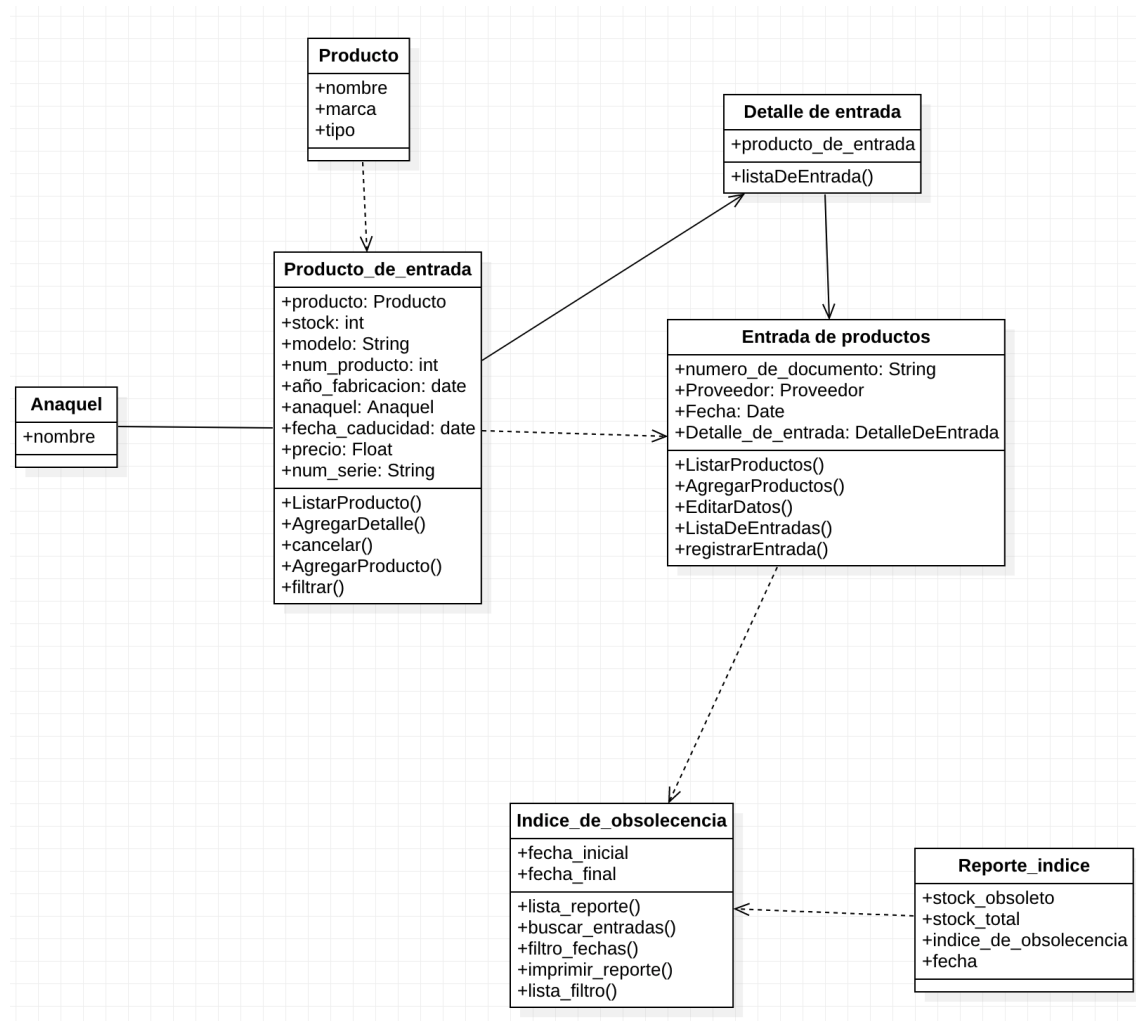 Producto
+nombre
+marca
+tipo
Detalle de entrada
+producto_de_entrada
+listaDeEntrada()
Producto_de_entrada
+producto: Producto
+stock: int
+modelo: String
+num_producto: int
+año_fabricacion: date
+anaquel: Anaquel
+fecha_caducidad: date
+precio: Float
+num_serie: String
+ListarProducto()
+AgregarDetalle()
+cancelar()
+AgregarProducto()
+filtrar()
Entrada de productos
+numero_de_documento: String
+Proveedor: Proveedor
+Fecha: Date
+Detalle_de_entrada: DetalleDeEntrada
+ListarProductos()
+AgregarProductos()
+EditarDatos()
+ListaDeEntradas()
+registrarEntrada()
Anaquel
+nombre
Indice_de_obsolecencia
+fecha_inicial
+fecha_final
+lista_reporte()
+buscar_entradas()
+filtro_fechas()
+imprimir_reporte()
+lista_filtro()
Reporte_indice
+stock_obsoleto
+stock_total
+indice_de_obsolecencia
+fecha